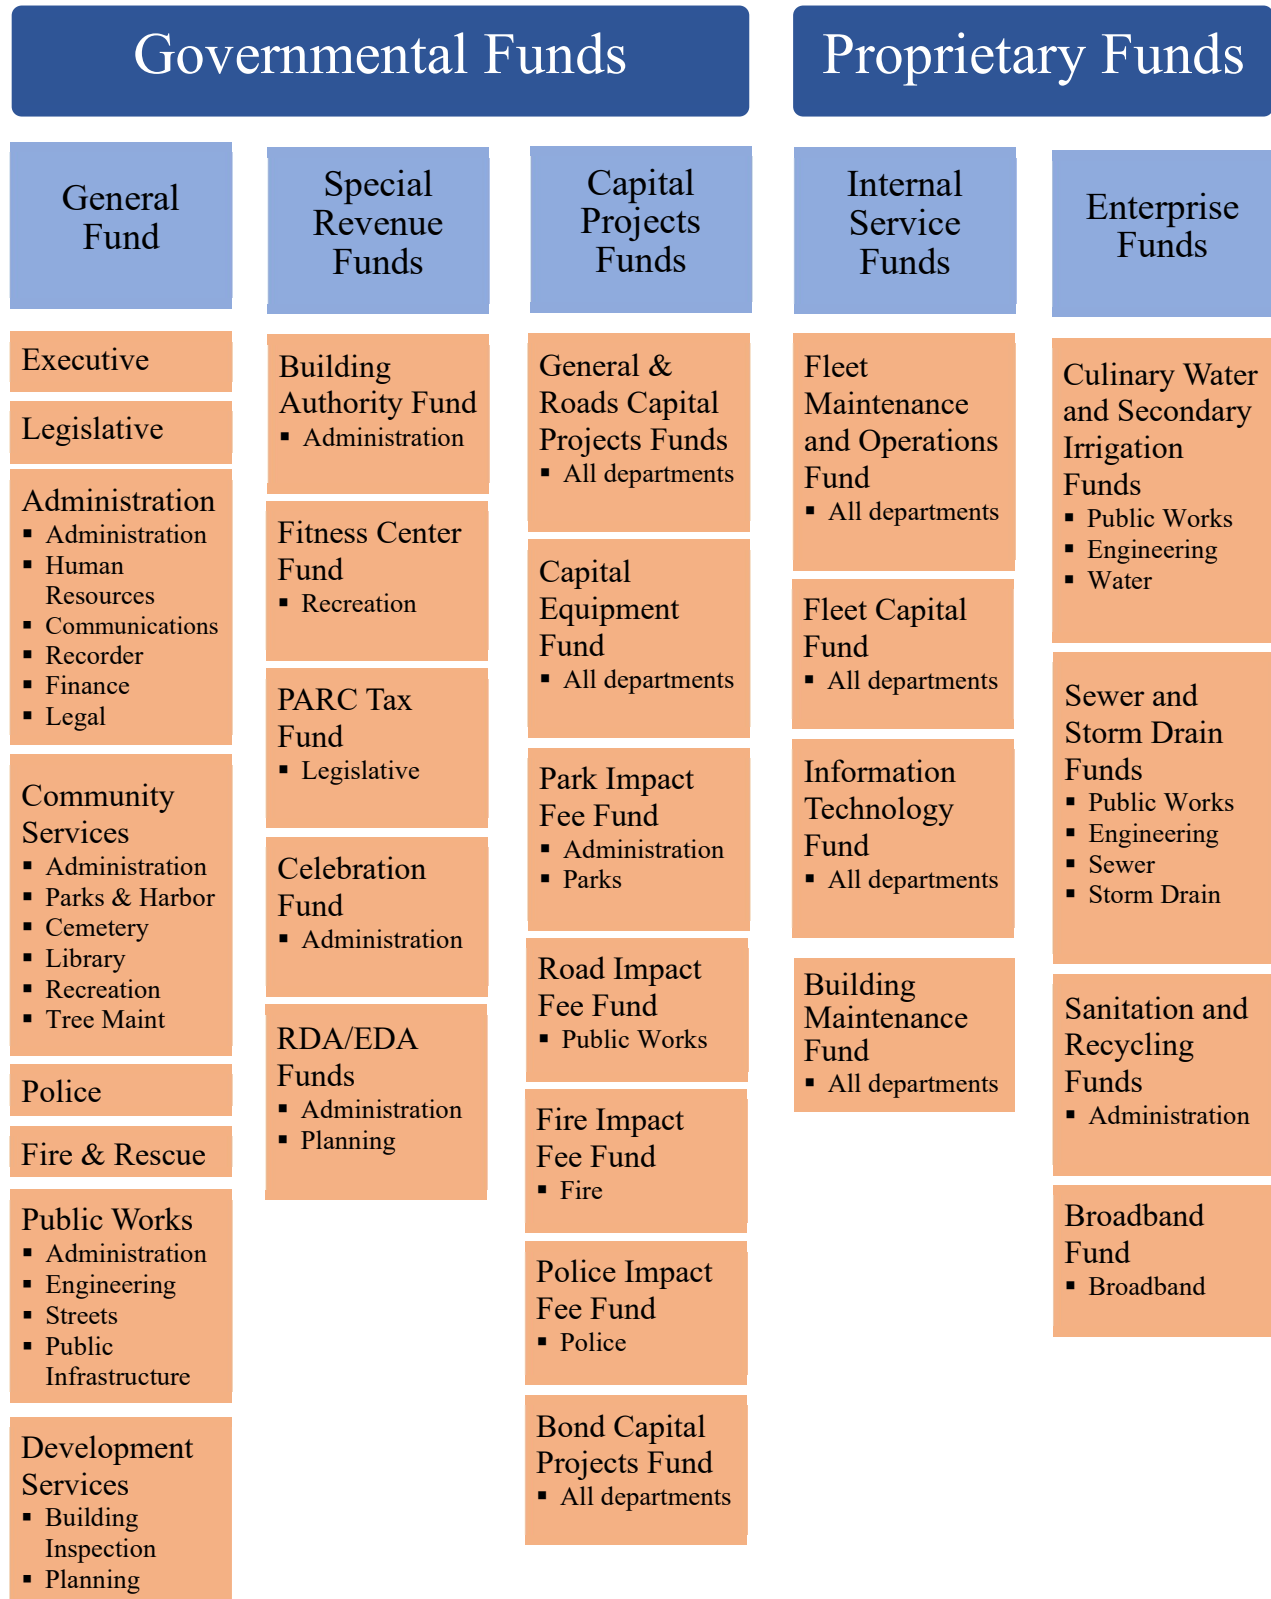 Governmental Funds
Proprietary Funds
General
Fund
Executive
Legislative
Administration
▪ Administration
▪ Human
Resources
▪ Communications
▪ Recorder
▪ Finance
▪ Legal
Community
Services
▪ Administration
▪ Parks & Harbor
▪ Cemetery
▪ Library
▪ Recreation
▪ Tree Maint
Police
Fire & Rescue
Public Works
▪ Administration
▪ Engineering
▪ Streets
▪ Public
Infrastructure
Development
Services
▪ Building
Inspection
▪ Planning
Special
Revenue
Funds
Building
Authority Fund
▪ Administration
Fitness Center
Fund
▪ Recreation
PARC Tax
Fund
▪ Legislative
Celebration
Fund
▪ Administration
RDA/EDA
Funds
▪ Administration
▪ Planning
Capital
Projects
Funds
General &
Roads Capital
Projects Funds
▪ All departments
Capital
Equipment
Fund
▪ All departments
Park Impact
Fee Fund
▪ Administration
▪ Parks
Road Impact
Fee Fund
▪ Public Works
Fire Impact
Fee Fund
▪ Fire
Police Impact
Fee Fund
▪ Police
Bond Capital
Projects Fund
▪ All departments
Internal
Service
Funds
Fleet
Maintenance
and Operations
Fund
▪ All departments
Fleet Capital
Fund
▪ All departments
Information
Technology
Fund
▪ All departments
Building
Maintenance
Fund
▪ All departments
Enterprise
Funds
Culinary Water
and Secondary
Irrigation
Funds
▪ Public Works
▪ Engineering
▪ Water
Sewer and
Storm Drain
Funds
▪ Public Works
▪ Engineering
▪ Sewer
▪ Storm Drain
Sanitation and
Recycling
Funds
▪ Administration
Broadband
Fund
▪ Broadband